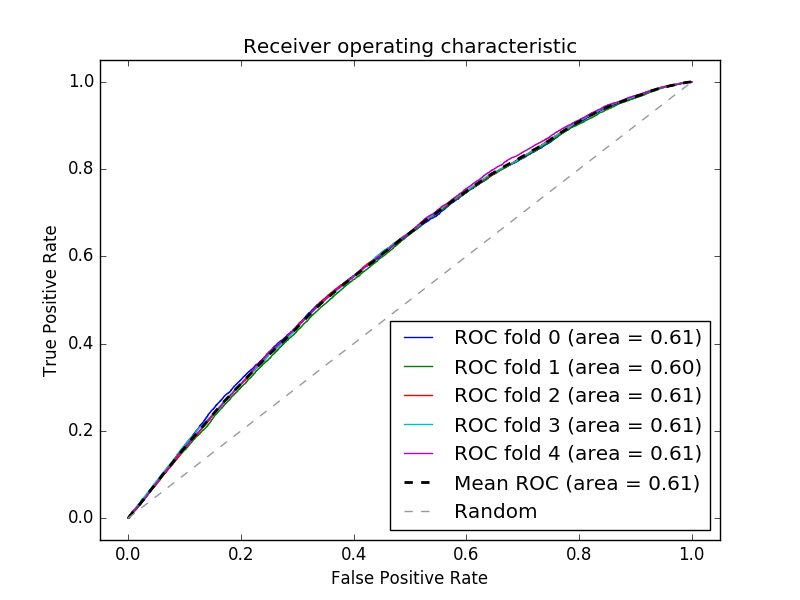 Receiver operating characteristic
True Positive Rate
1.0
0.8
0.6
0.4
0.2
0.0
ROC fold 0 (area = 0.61)
ROC fold 1 (area = 0.60)
ROC fold 2 (area = 0.61)
ROC fold 3 (area = 0.61)
ROC fold 4 (area = 0.61)
Mean ROC (area = 0.61)
Random
0.0 0.2 0.4 0.6 0.8 1.0
False Positive Rate